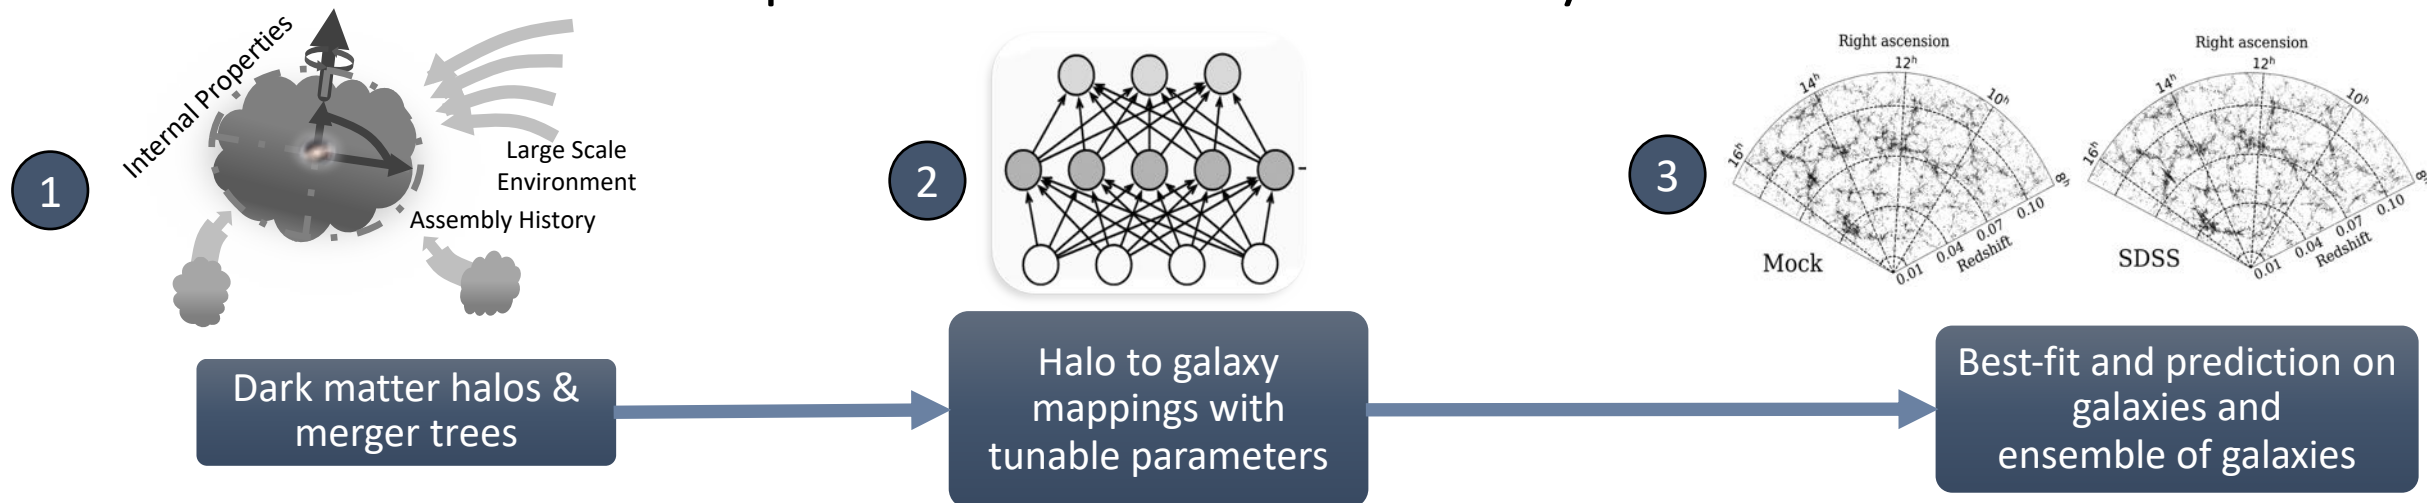 1
Internal Properties
Large Scale
Environment
Assembly History
Dark matter halos &
merger trees
2
Halo to galaxy
mappings with
tunable parameters
3
Right ascension
16h
14h
12h
10h
8h
0.01
0.04
0.07
0.10
Redshift
Mock
Right ascension
16h
14h
12h
10h
8h
0.01
0.04
0.07
0.10
Redshift
SDSS
Best-fit and prediction on
galaxies and
ensemble of galaxies